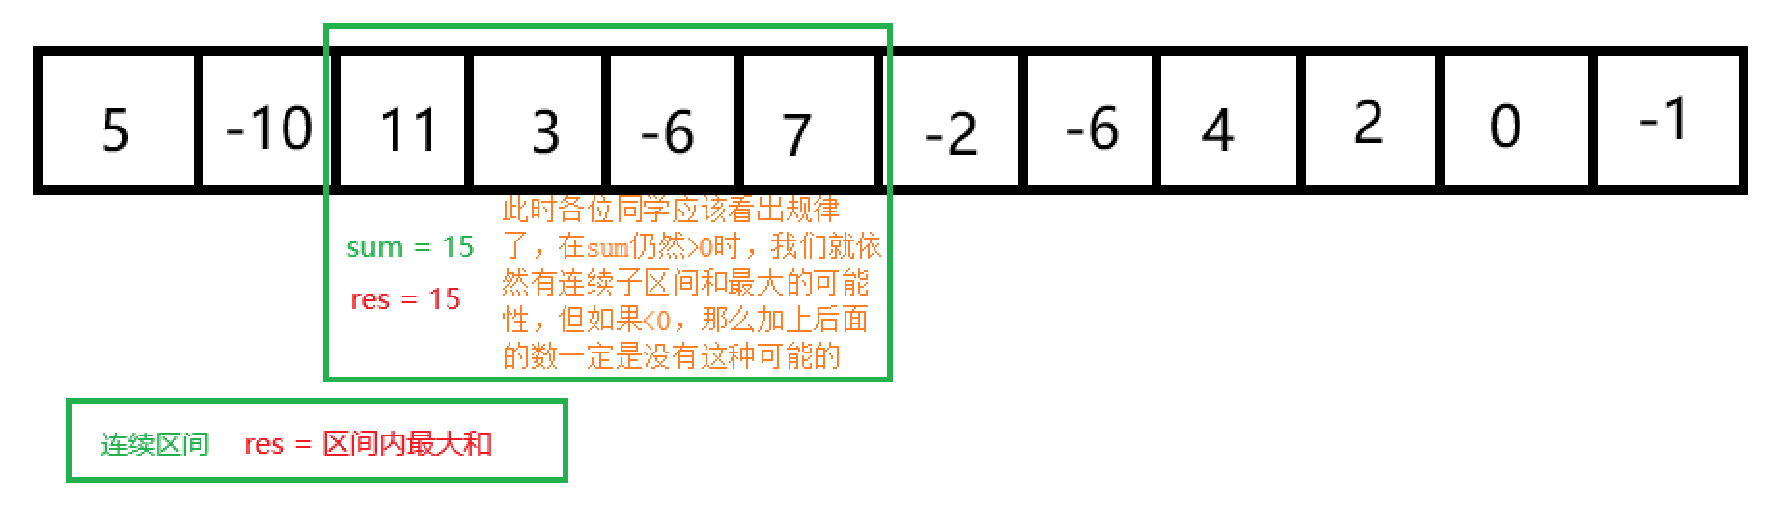 5 -10 11 3 -6 7 -2 -6 4 2 0 -1
此时各位同学应该看出规律
了，在sum仍然>0时，我们就依
然有连续子区间和最大的可能
性，但如果<0，那么加上后面
的数一定是没有这种可能的
sum = 15
res = 15
连续区间 res = 区间内最大和